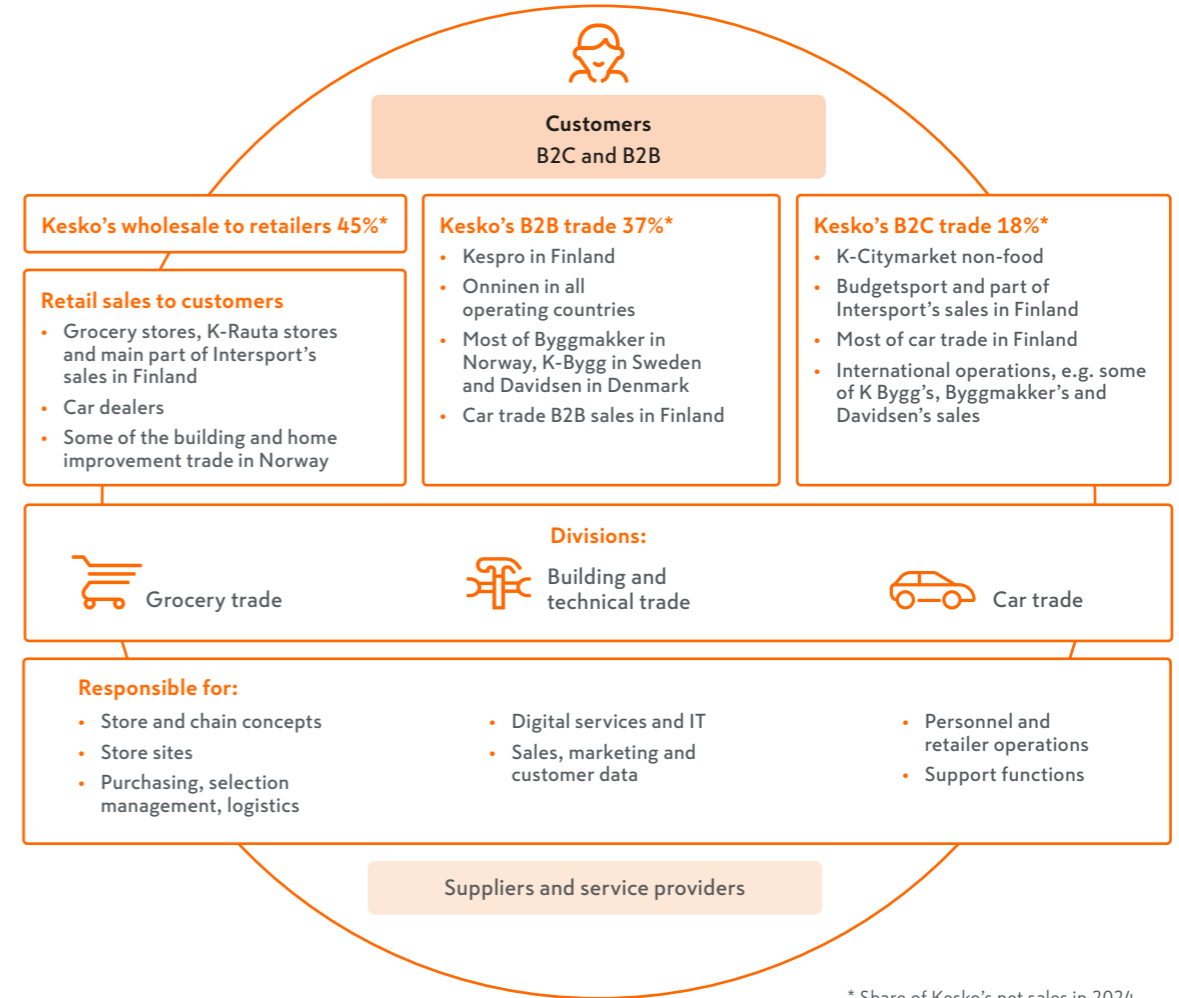 Customers
B2C and B2B
Kesko's wholesale to retailers 45%*
Retail sales to customers
• Grocery stores, K-Rauta stores
and main part of Intersport's
sales in Finland
• Car dealers
• Some of the building and home
improvement trade in Norway
Kesko's B2B trade 37%*
• Kespro in Finland
• Onninen in all
operating countries
• Most of Byggmakker in
Norway, K-Bygg in Sweden
and Davidsen in Denmark
• Car trade B2B sales in Finland
Kesko's B2C trade 18%*
• K-Citymarket non-food
• Budgetsport and part of
Intersport's sales in Finland
• Most of car trade in Finland
• International operations, e.g. some
of K Bygg's, Byggmakker's and
Davidsen's sales
Divisions:
Grocery trade
Building and
technical trade
Car trade
Responsible for:
• Store and chain concepts
• Store sites
• Purchasing, selection
management, logistics
• Digital services and IT
• Sales, marketing and
customer data
• Personnel and
retailer operations
• Support functions
Suppliers and service providers
* Share of Kesko's net sales in 2024